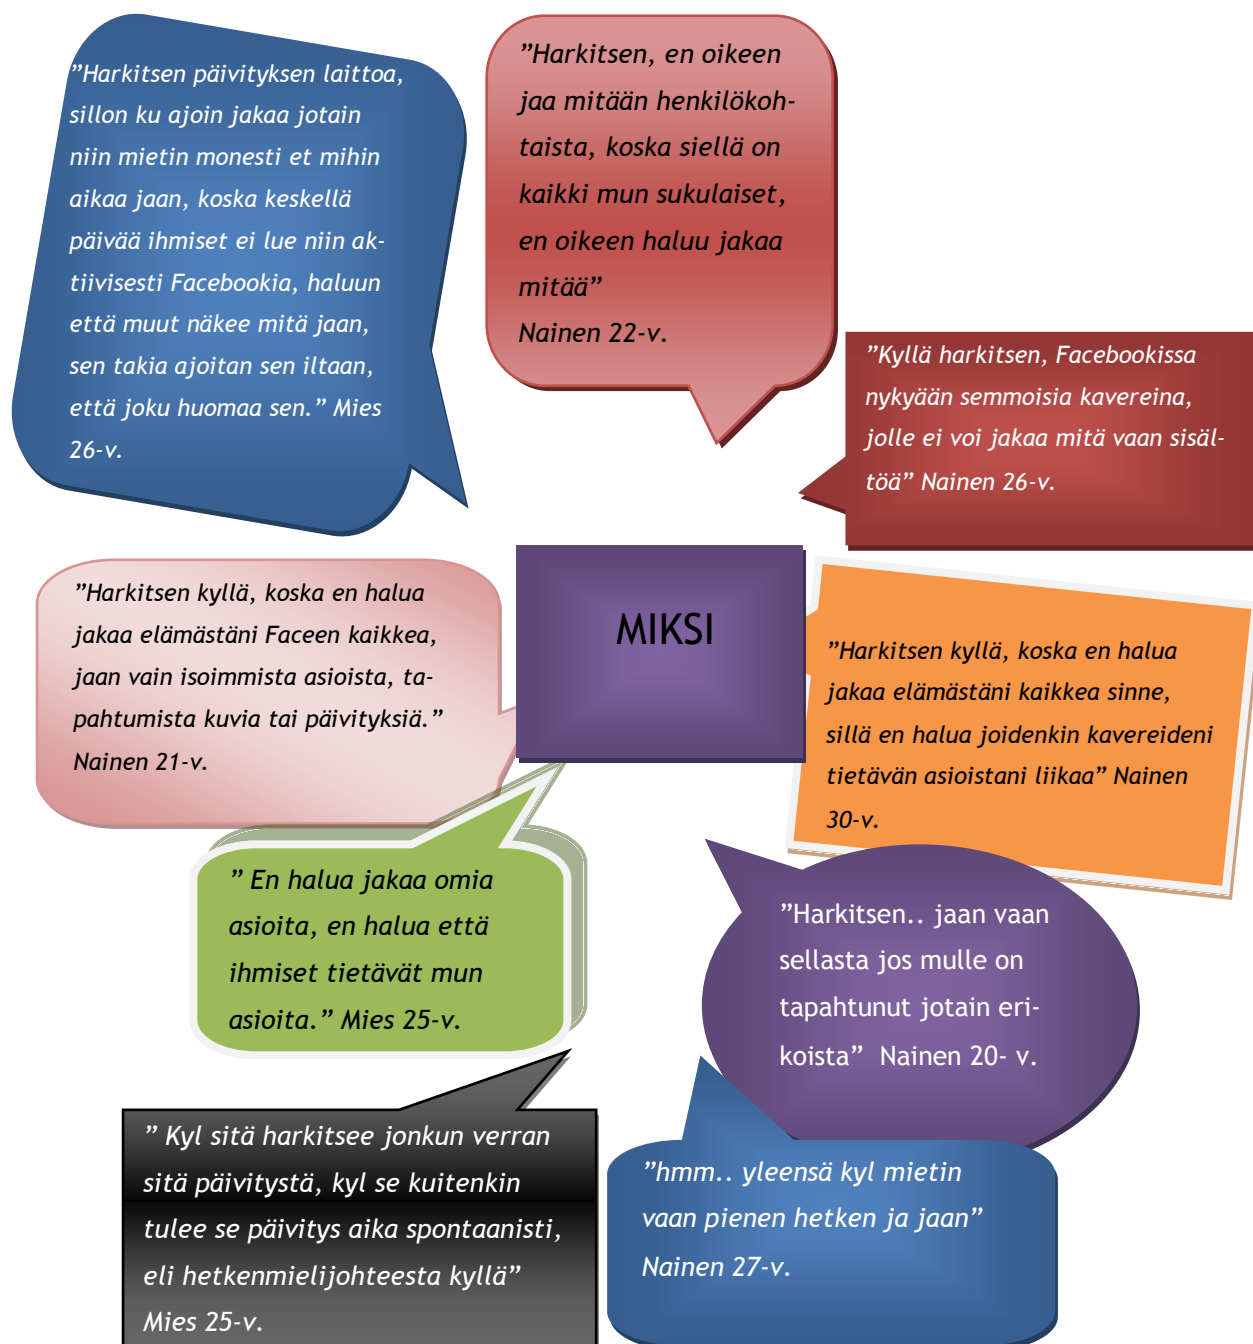 ”Harkitsen päivityksen laittoa,
sillon ku ajoin jakaa jotain
niin mietin monesti et mihin
aikaa jaan, koska keskellä
päivää ihmiset ei lue niin ak-
tiivisesti Facebookia, haluun
että muut näkee mitä jaan,
sen takia ajoitan sen iltaan,
että joku huomaa sen.” Mies
26-v.
”Harkitsen, en oikeen
jaa mitään henkilökoh-
taista, koska siellä on
kaikki mun sukulaiset,
en oikeen haluu jakaa
mitää”
Nainen 22-v.
”Kyllä harkitsen, Facebookissa
nykyään semmoisia kavereina,
jolle ei voi jakaa mitä vaan sisäl-
töä” Nainen 26-v.
”Harkitsen kyllä, koska en halua
jakaa elämästäni Faceen kaikkea,
jaan vain isoimmista asioista, ta-
pahtumista kuvia tai päivityksiä.”
Nainen 21-v.
MIKSI
”Harkitsen kyllä, koska en halua
jakaa elämästäni kaikkea sinne,
sillä en halua joidenkin kavereideni
tietävän asioistani liikaa” Nainen
30-v.
” En halua jakaa omia
asioita, en halua että
ihmiset tietävät mun
asioita.” Mies 25-v.
”Harkitsen.. jaan vaan
sellasta jos mulle on
tapahtunut jotain eri-
koista”  Nainen 20- v.
” Kyl sitä harkitsee jonkun verran
sitä päivitystä, kyl se kuitenkin
tulee se päivitys aika spontaanisti,
eli hetkenmielijohteesta kyllä”
Mies 25-v.
”hmm.. yleensä kyl mietin
vaan pienen hetken ja jaan”
Nainen 27-v.